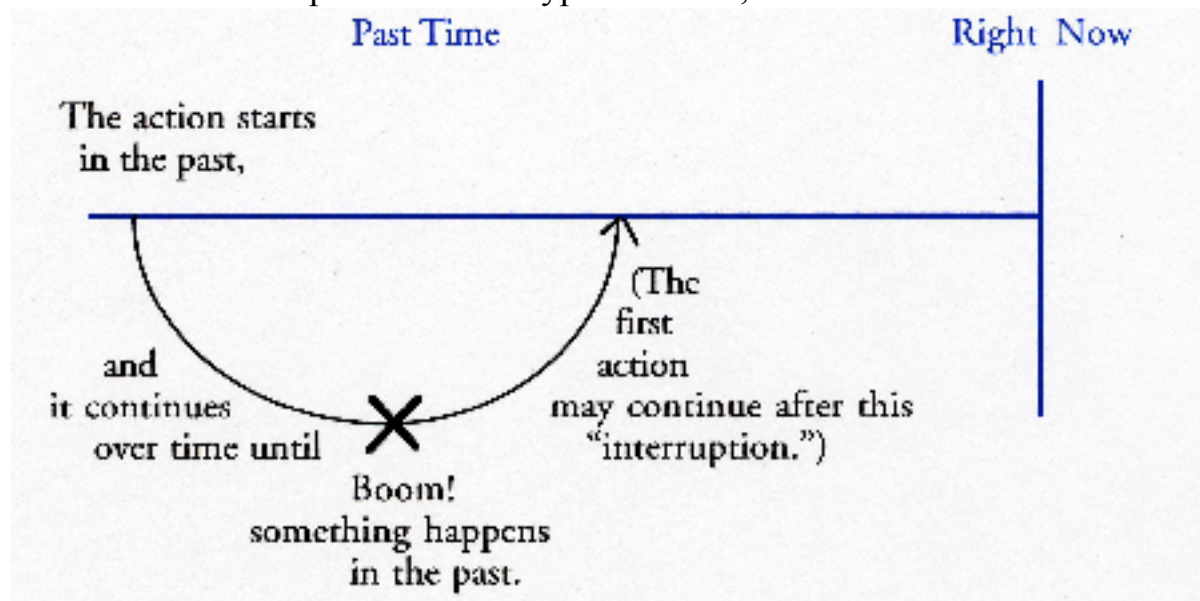 Past Time
Right Now
The action starts
in the past,
and
it continues
over time until
Boom!
something happens
in the past.
(The
first
action
may continue after this
“interruption.”)